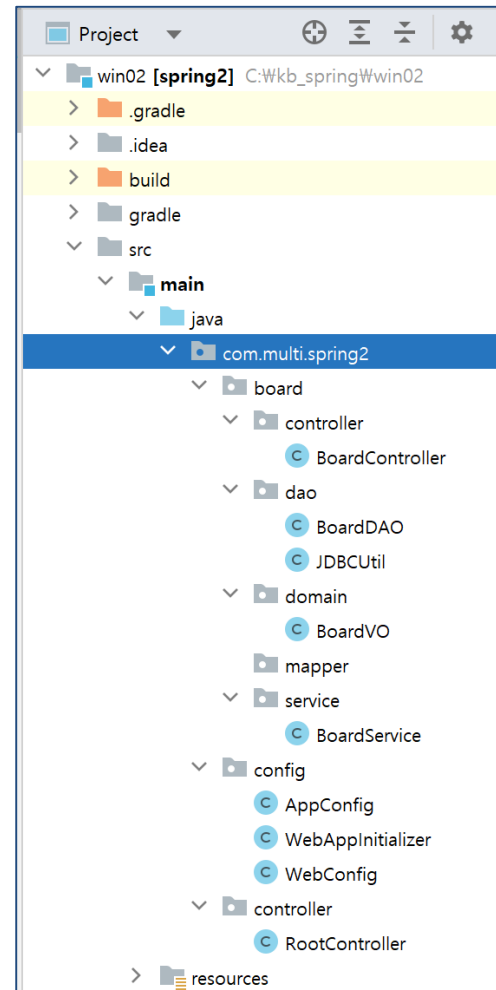 Project
win02 [spring2] C:₩kb_spring₩win02
.gradle
.idea
build
gradle
src
main
java
com.multi.spring2
board
controller
C BoardController
dao
C BoardDAO
C JDBCUtil
domain
C BoardVO
mapper
service
C BoardService
config
C AppConfig
C WebAppInitializer
C WebConfig
controller
C RootController
resources